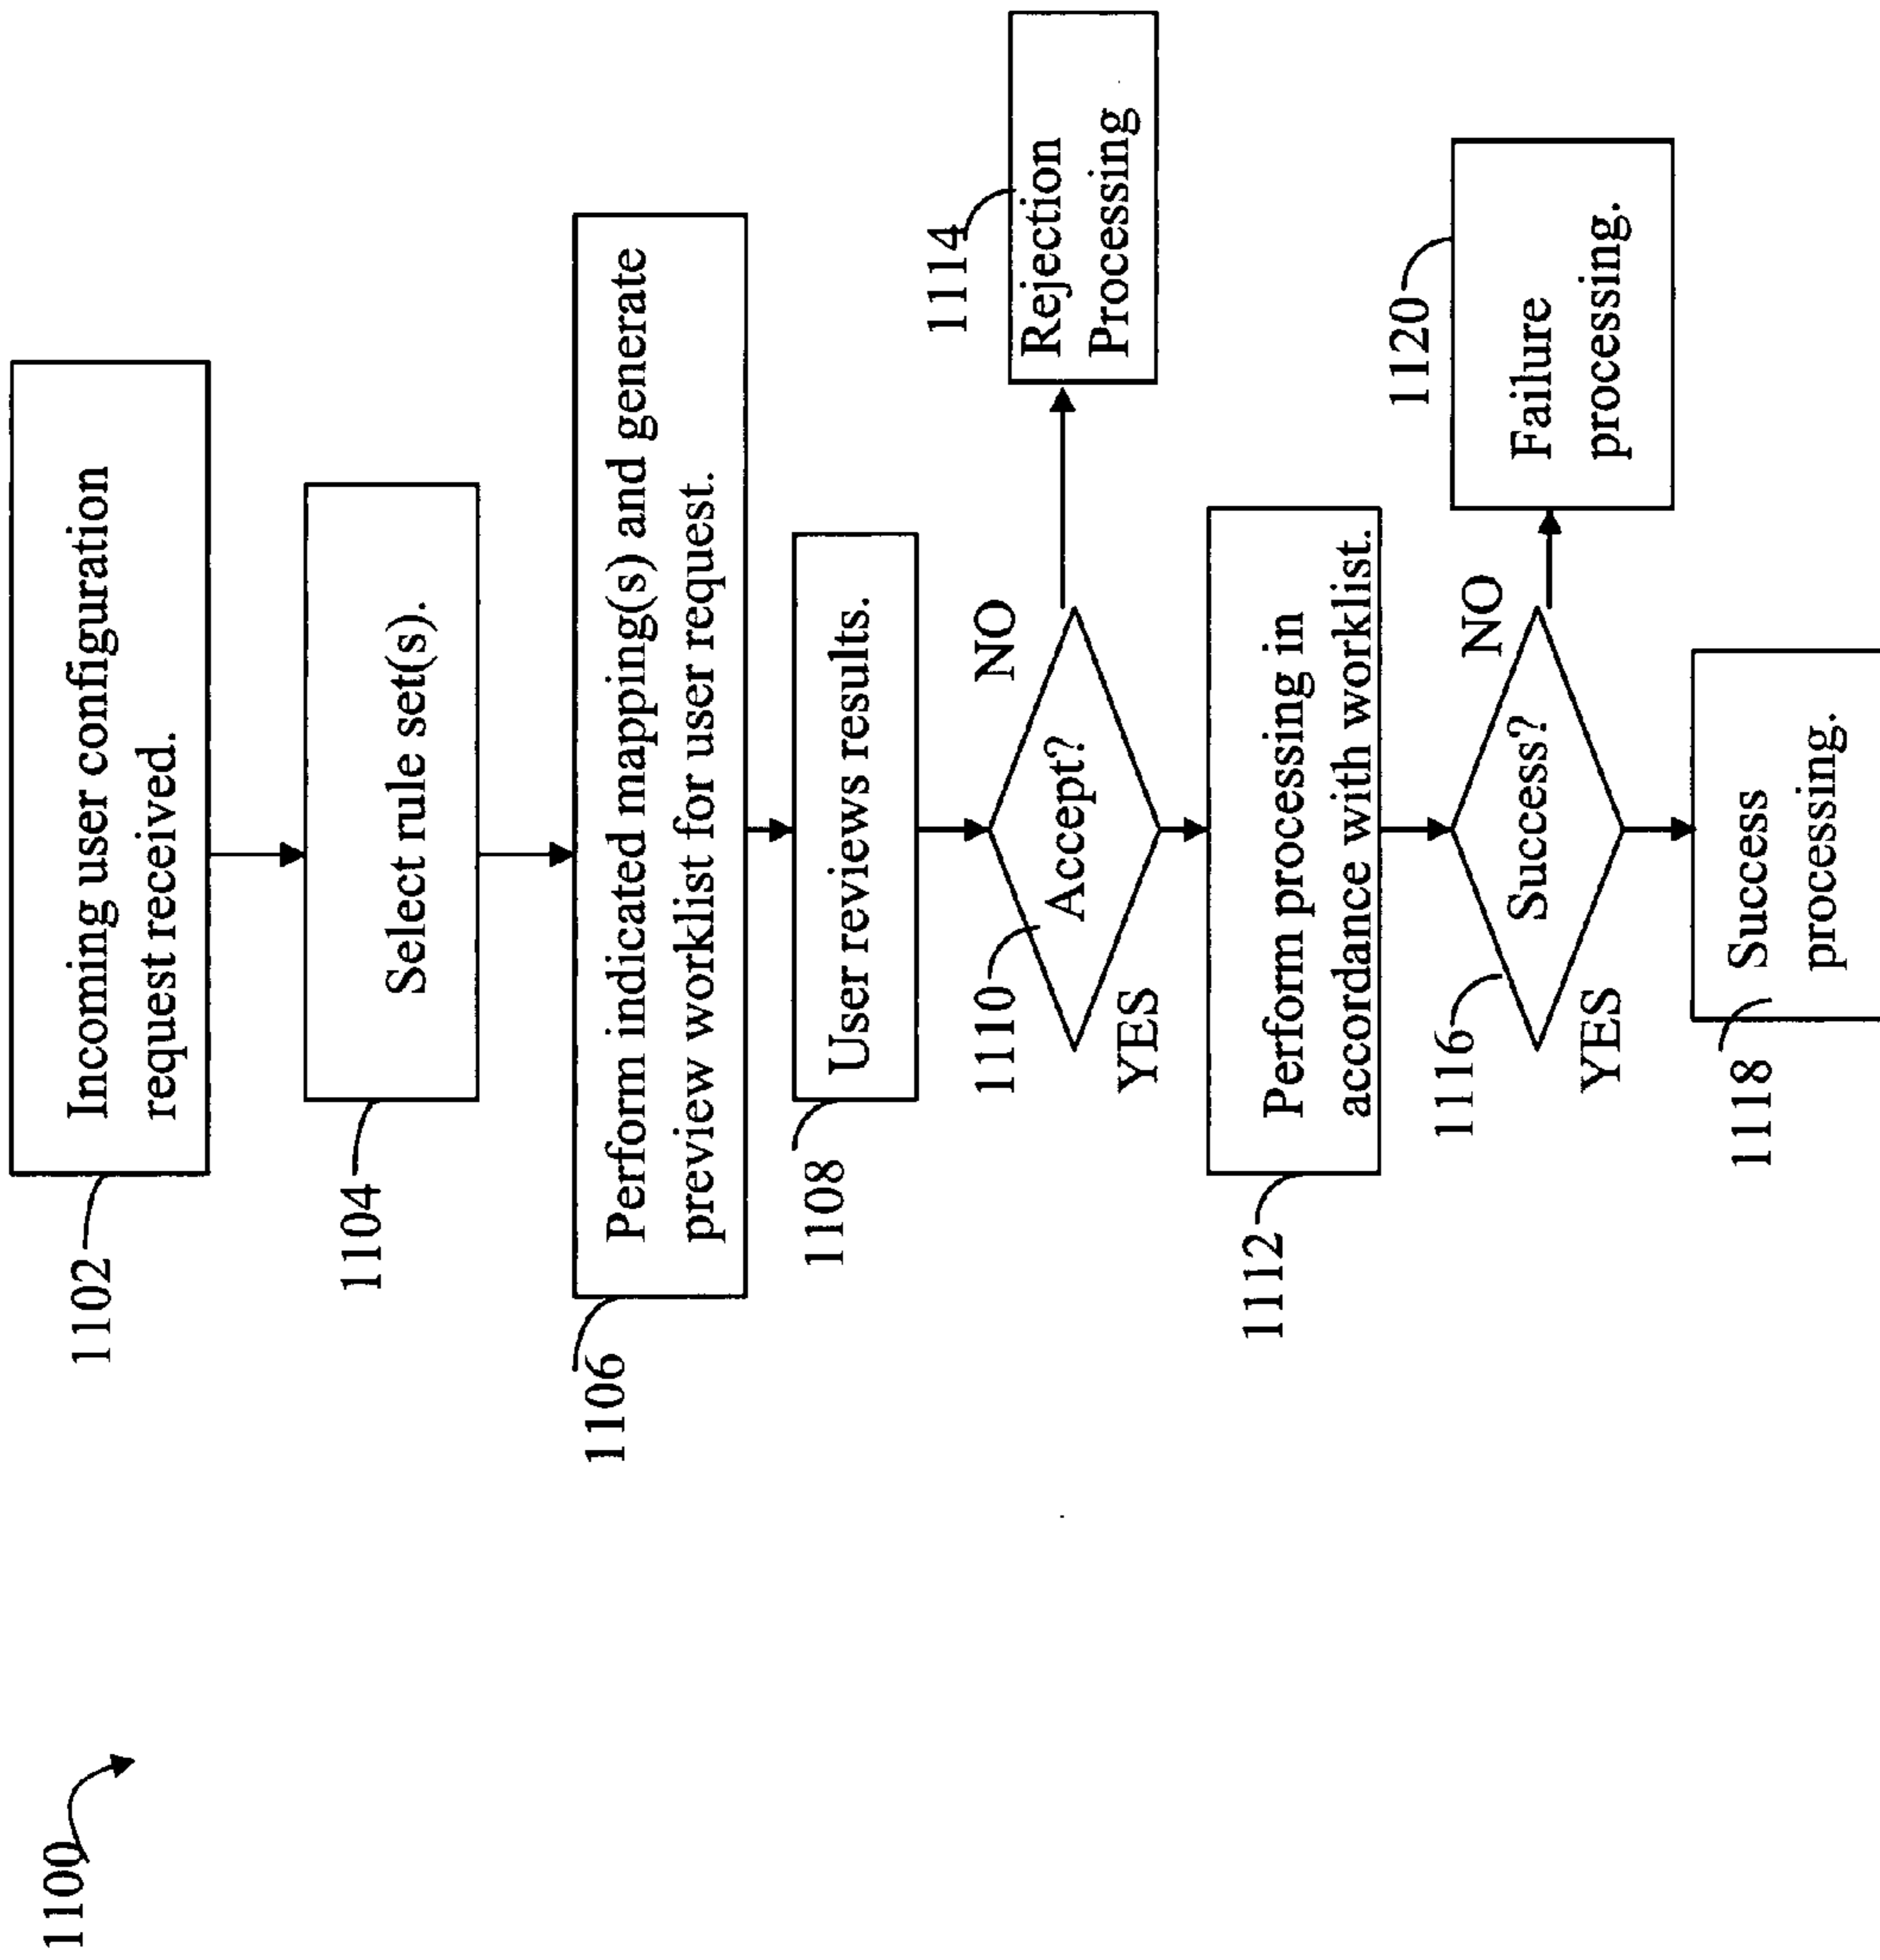 1100
1102
Incoming user configuration
request received.
1104
Select rule set(s).
1106
Perform indicated mapping(s) and generate
preview worklist for user request.
1108
User reviews results.
1110
Accept?
NO
1114
Rejection
Processing
YES
1112
Perform processing in
accordance with worklist.
1116
Success?
NO
1120
Failure
processing.
YES
1118
Success
processing.